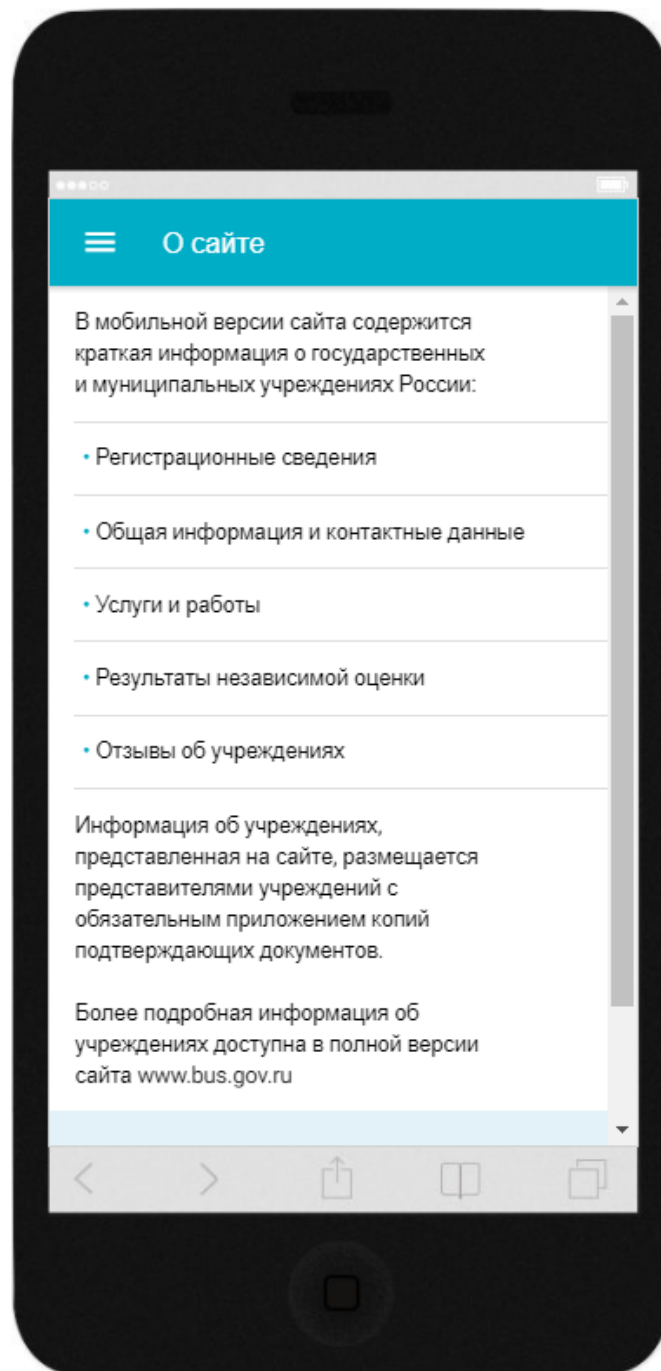 О сайте
В мобильной версии сайта содержится
краткая информация о государственных
и муниципальных учреждениях России:
• Регистрационные сведения
• Общая информация и контактные данные
• Услуги и работы
• Результаты независимой оценки
• Отзывы об учреждениях
Информация об учреждениях,
представленная на сайте, размещается
представителями учреждений с
обязательным приложением копий
подтверждающих документов.
Более подробная информация об
учреждениях доступна в полной версии
сайта www.bus.gov.ru